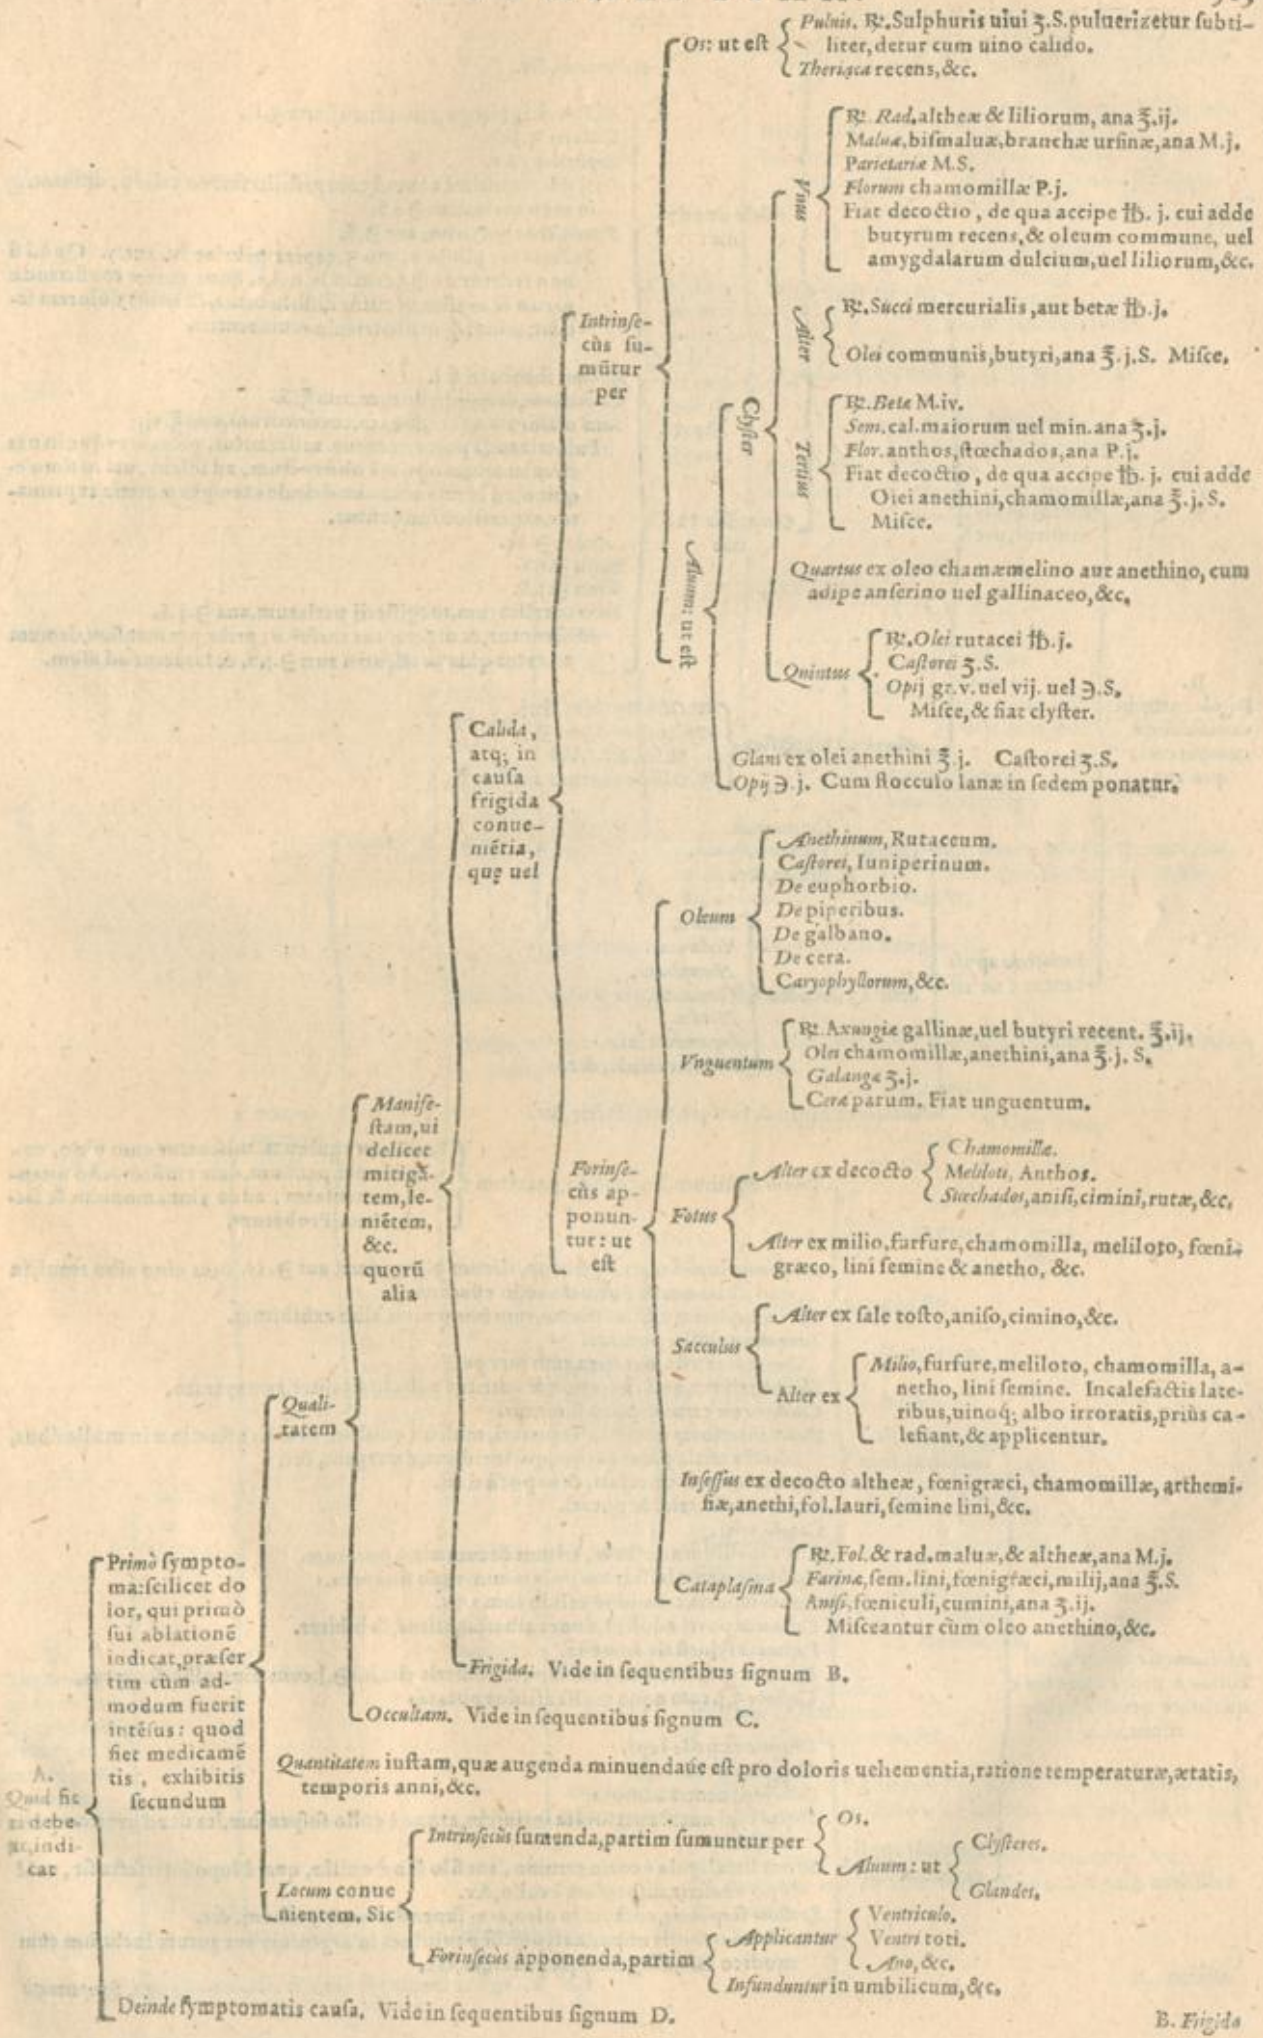 Os: ut est
Puluis. ℞. Sulphuris uiui ʒ.S. puluerizetur subti-
liter, detur cum uino calido.
Theriaca recens, &c.
℞. Rad. altheæ & liliorum, ana ℥.ij.
Maluæ, bismaluæ, branchæ ursinæ, ana M.j.
Parietariæ M.S.
Vnus
Florum chamomillæ P.j.
Fiat decoctio, de qua accipe ℔. j. cui adde
butyrum recens, & oleum commune, uel
amygdalarum dulcium, uel liliorum, &c.
Intrinse-
cùs su-
mūtur
per
Alter
℞. Succi mercurialis, aut betæ ℔.j.
Olei communis, butyri, ana ℥.j.S. Misce.
Clyster
Tertius
℞. Betæ M.iv.
Sem. cal. maiorum uel min. ana ʒ.j.
Flor. anthos, stœchados, ana P.j.
Fiat decoctio, de qua accipe ℔. j. cui adde
Olei anethini, chamomillæ, ana ℥.j. S.
Misce.
Aluum: ut est
Quartus ex oleo chamæmelino aut anethino, cum
adipe anserino uel gallinaceo, &c.
Quintus
℞. Olei rutacei ℔.j.
Castorei ʒ.S.
Opij gr. v. uel vij. uel ℈.S.
Misce, & fiat clyster.
Glans ex olei anethini ℥.j. Castorei ʒ.S.
Opij ℈.j. Cum flocculo lanæ in sedem ponatur.
Calida,
atq; in
causa
frigida
conue-
niētia,
quę uel
Oleum
Anethinum, Rutaceum.
Castorei, Iuniperinum.
De euphorbio.
De piperibus.
De galbano.
De cera.
Caryophyllorum, &c.
Vnguentum
℞. Axungiæ gallinæ, uel butyri recent. ℥.ij.
Olei chamomillæ, anethini, ana ℥.j. S.
Galangæ ʒ.j.
Ceræ parum. Fiat unguentum.
Manife-
stam, ui
delicet
mitigā-
tem, le-
niētem,
&c.
quorū
alia
Forinse-
cùs ap-
ponun-
tur: ut
est
Fotus
Alter ex decocto
Chamomillæ.
Meliloti, Anthos.
Stœchados, anisi, cimini, rutæ, &c.
Alter ex milio, furfure, chamomilla, meliloto, fœni-
græco, lini semine & anetho, &c.
Sacculus
Alter ex sale tosto, aniso, cimino, &c.
Alter ex
Milio, furfure, meliloto, chamomilla, a-
netho, lini semine. Incalefactis late-
ribus, uinoq; albo irroratis, priùs ca-
lefiant, & applicentur.
Quali-
tatem
Insessus ex decocto altheæ, fœnigræci, chamomillæ, arthemi-
siæ, anethi, fol. lauri, semine lini, &c.
Cataplasma
℞. Fol. & rad. maluæ, & altheæ, ana M.j.
Farinæ, sem. lini, fœnigræci, milij, ana ℥.S.
Anisi, fœniculi, cumini, ana ʒ.ij.
Misceantur cùm oleo anethino, &c.
Primò sympto-
ma: scilicet do
lor, qui primò
sui ablationē
indicat, præser
tim cùm ad-
modum fuerit
intēsus: quod
fiet medicamē
tis, exhibitis
secundum
Frigida. Vide in sequentibus signum B.
Occultam. Vide in sequentibus signum C.
Quantitatem iustam, quæ augenda minuendaúe est pro doloris uehementia, ratione temperaturæ, ætatis,
temporis anni, &c.
A.
Quid fie
ri debe
at, indi-
cat
Locum conue
nientem. Sic
Intrinsecùs sumenda, partim sumuntur per
Os.
Aluum: ut
Clysteres.
Glandes.
Forinsecùs apponenda, partim
Applicantur
Ventriculo.
Ventri toti.
Ano, &c.
Infunduntur in umbilicum, &c.
Deinde symptomatis causa. Vide in sequentibus signum D.
B. Frigida